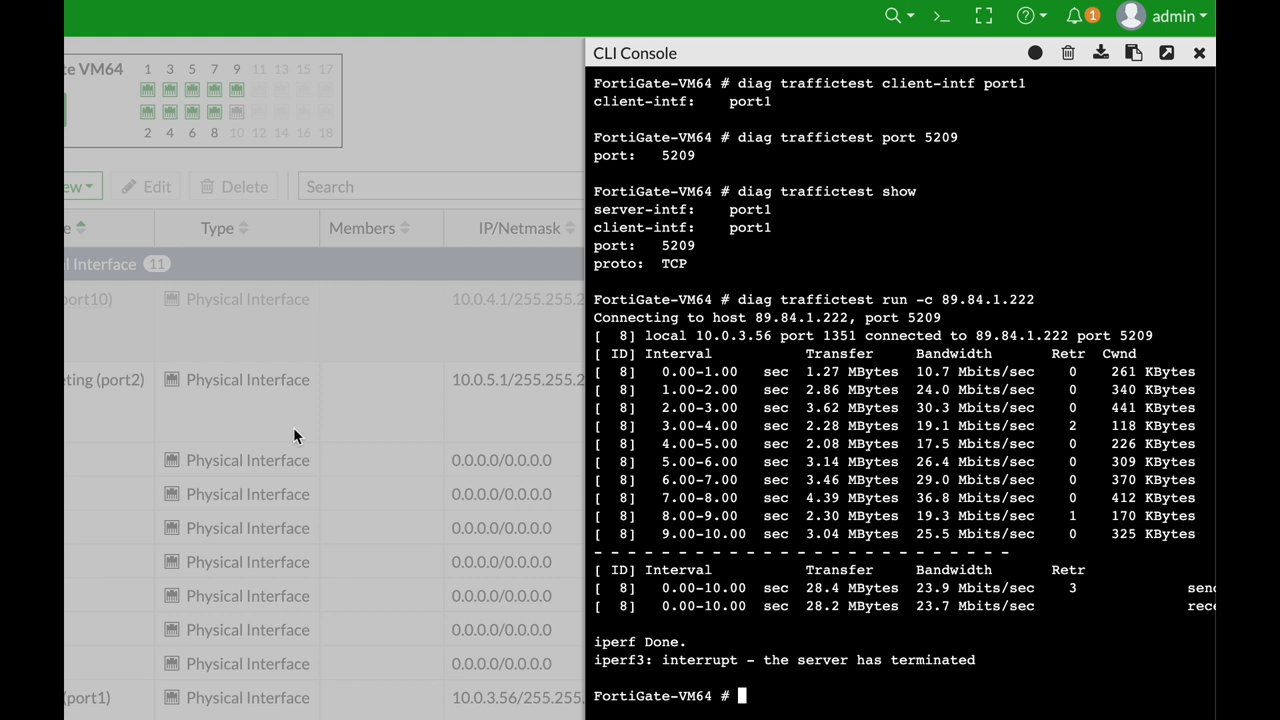 1 admin
CLI Console
te VM64 1 3 5 7 9 11 13 15 17
2 4 6 8 10 12 14 16 18
ew Edit Delete Search
e Type Members IP/Netmask
l Interface 11
port10) Physical Interface 10.0.4.1/255.255.2
eting (port2) Physical Interface 10.0.5.1/255.255.2
Physical Interface 0.0.0.0/0.0.0.0
Physical Interface 0.0.0.0/0.0.0.0
Physical Interface 0.0.0.0/0.0.0.0
Physical Interface 0.0.0.0/0.0.0.0
Physical Interface 0.0.0.0/0.0.0.0
Physical Interface 0.0.0.0/0.0.0.0
Physical Interface 0.0.0.0/0.0.0.0
(port1) Physical Interface 10.0.3.56/255.255.
FortiGate-VM64 # diag traffictest client-intf port1
client-intf: port1
FortiGate-VM64 # diag traffictest port 5209
port: 5209
FortiGate-VM64 # diag traffictest show
server-intf: port1
client-intf: port1
port: 5209
proto: TCP
FortiGate-VM64 # diag traffictest run -c 89.84.1.222
Connecting to host 89.84.1.222, port 5209
[ 8] local 10.0.3.56 port 1351 connected to 89.84.1.222 port 5209
[ ID] Interval Transfer Bandwidth Retr Cwnd
[ 8] 0.00-1.00 sec 1.27 MBytes 10.7 Mbits/sec 0 261 KBytes
[ 8] 1.00-2.00 sec 2.86 MBytes 24.0 Mbits/sec 0 340 KBytes
[ 8] 2.00-3.00 sec 3.62 MBytes 30.3 Mbits/sec 0 441 KBytes
[ 8] 3.00-4.00 sec 2.28 MBytes 19.1 Mbits/sec 2 118 KBytes
[ 8] 4.00-5.00 sec 2.08 MBytes 17.5 Mbits/sec 0 226 KBytes
[ 8] 5.00-6.00 sec 3.14 MBytes 26.4 Mbits/sec 0 309 KBytes
[ 8] 6.00-7.00 sec 3.46 MBytes 29.0 Mbits/sec 0 370 KBytes
[ 8] 7.00-8.00 sec 4.39 MBytes 36.8 Mbits/sec 0 412 KBytes
[ 8] 8.00-9.00 sec 2.30 MBytes 19.3 Mbits/sec 1 170 KBytes
[ 8] 9.00-10.00 sec 3.04 MBytes 25.5 Mbits/sec 0 325 KBytes
- - - - - - - - - - - - - - - - - - - - - - - - -
[ ID] Interval Transfer Bandwidth Retr
[ 8] 0.00-10.00 sec 28.4 MBytes 23.9 Mbits/sec 3 send
[ 8] 0.00-10.00 sec 28.2 MBytes 23.7 Mbits/sec rece
iperf Done.
iperf3: interrupt - the server has terminated
FortiGate-VM64 #